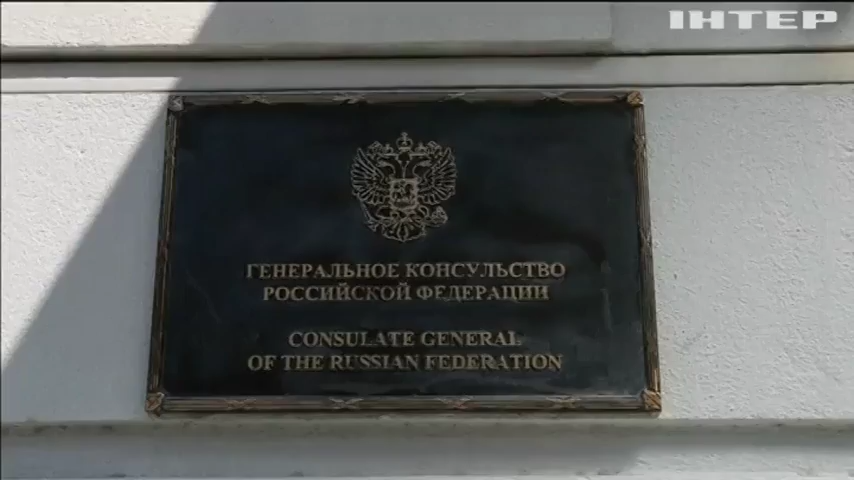 ІНТЕР
ГЕНЕРАЛЬНОЕ КОНСУЛЬСТВО
РОССИЙСКОЙ ФЕДЕРАЦИИ
CONSULATE GENERAL
OF THE RUSSIAN FEDERATION